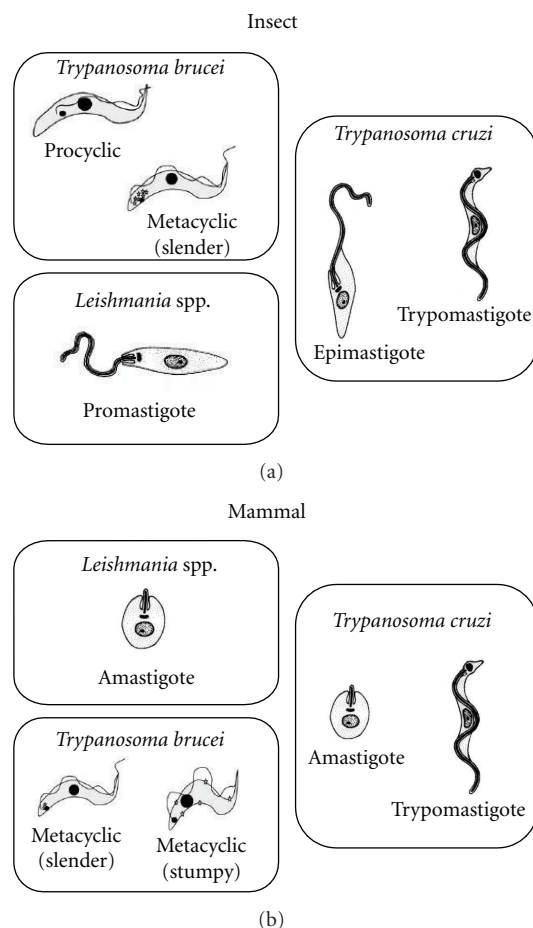 Insect
Trypanosoma brucei
Procyclic
Metacyclic
(slender)
Leishmania spp.
Promastigote
Trypanosoma cruzi
Epimastigote
Trypomastigote
(a)
Mammal
Leishmania spp.
Amastigote
Trypanosoma brucei
Metacyclic
(slender)
Metacyclic
(stumpy)
Trypanosoma cruzi
Amastigote
Trypomastigote
(b)